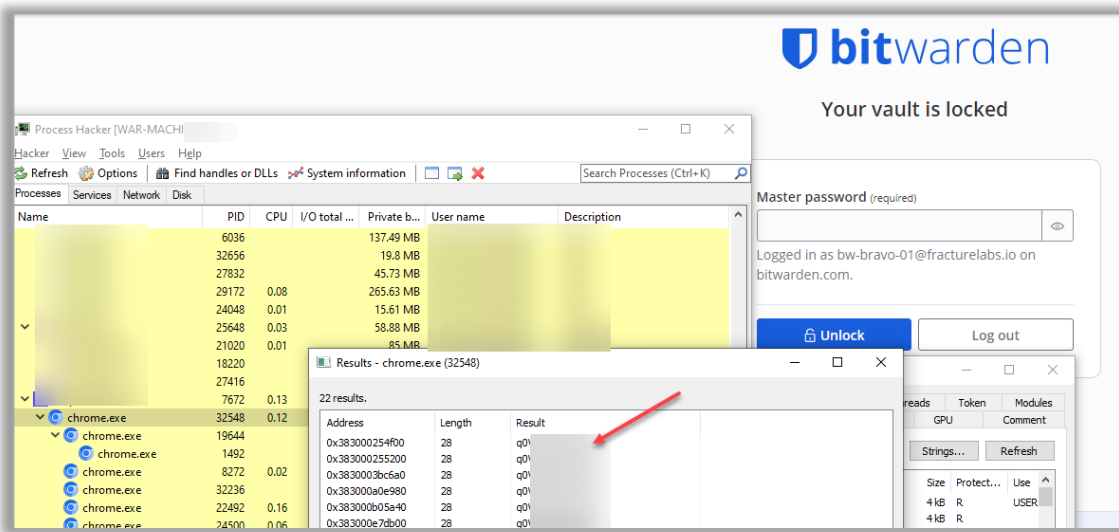 bitwarden
Your vault is locked
Master password (required)
Logged in as bw-bravo-01@fracturelabs.io on
bitwarden.com.
Unlock
Log out
Process Hacker [WAR-MACHI
Hacker View Tools Users Help
Refresh Options Find handles or DLLs System information Search Processes (Ctrl+K)
Processes Services Network Disk
Name PID CPU I/O total ... Private b... User name Description
6036 137.49 MB
32656 19.8 MB
27832 45.73 MB
29172 0.08 265.63 MB
24048 0.01 15.61 MB
25648 0.03 58.88 MB
21020 0.01 85 MB
18220
27416
7672 0.13
chrome.exe 32548 0.12
chrome.exe 19644
chrome.exe 1492
chrome.exe 8272 0.02
chrome.exe 32236
chrome.exe 22492 0.16
chrome.exe 24500 0.06
Results - chrome.exe (32548)
22 results.
Address Length Result
0x383000254f00 28 q0
0x383000255200 28 q0
0x3830003bc6a0 28 q0
0x383000a0e980 28 q0
0x383000b05a40 28 q0
0x383000e7db00 28 q0
reads Token Modules
GPU Comment
Strings... Refresh
Size Protect... Use
4 kB R USER
4 kB R